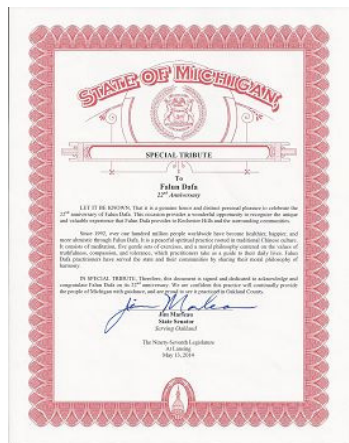 STATE OF MICHIGAN
SPECIAL TRIBUTE
To
Falun Dafa
22nd Anniversary
LET IT BE KNOWN, That it is a genuine honor and distinct personal pleasure to celebrate the
22nd anniversary of Falun Dafa. This occasion provides a wonderful opportunity to recognize the unique
and valuable experience that Falun Dafa provides to Rochester Hills and the surrounding communities.
Since 1992, over one hundred million people worldwide have become healthier, happier, and
more altruistic through Falun Dafa. It is a peaceful spiritual practice rooted in traditional Chinese culture.
It consists of meditation, five gentle sets of exercises, and a moral philosophy centered on the values of
truthfulness, compassion, and tolerance, which practitioners take as a guide to their daily lives. Falun
Dafa practitioners have served the state and their communities by sharing their moral philosophy of
harmony.
IN SPECIAL TRIBUTE, Therefore, this document is signed and dedicated to acknowledge and
congratulate Falun Dafa on its 22nd anniversary. We are confident this practice will continually provide
the people of Michigan with guidance, and are proud to see it practiced in Oakland County.
Jim Marleau
Jim Marleau
State Senator
Serving Oakland
The Ninety-Seventh Legislature
At Lansing
May 13, 2014